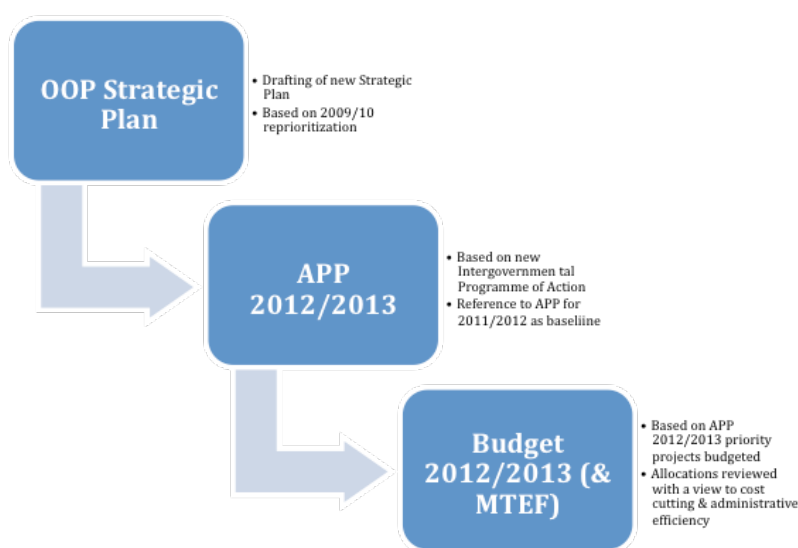 OOP Strategic
Plan
• Drafting of new Strategic
Plan
• Based on 2009/10
reprioritization
APP
2012/2013
• Based on new
Intergovernmen tal
Programme of Action
• Reference to APP for
2011/2012 as baseliine
Budget
2012/2013 (&
MTEF)
• Based on APP
2012/2013 priority
projects budgeted
• Allocations reviewed
with a view to cost
cutting & administrative
efficiency